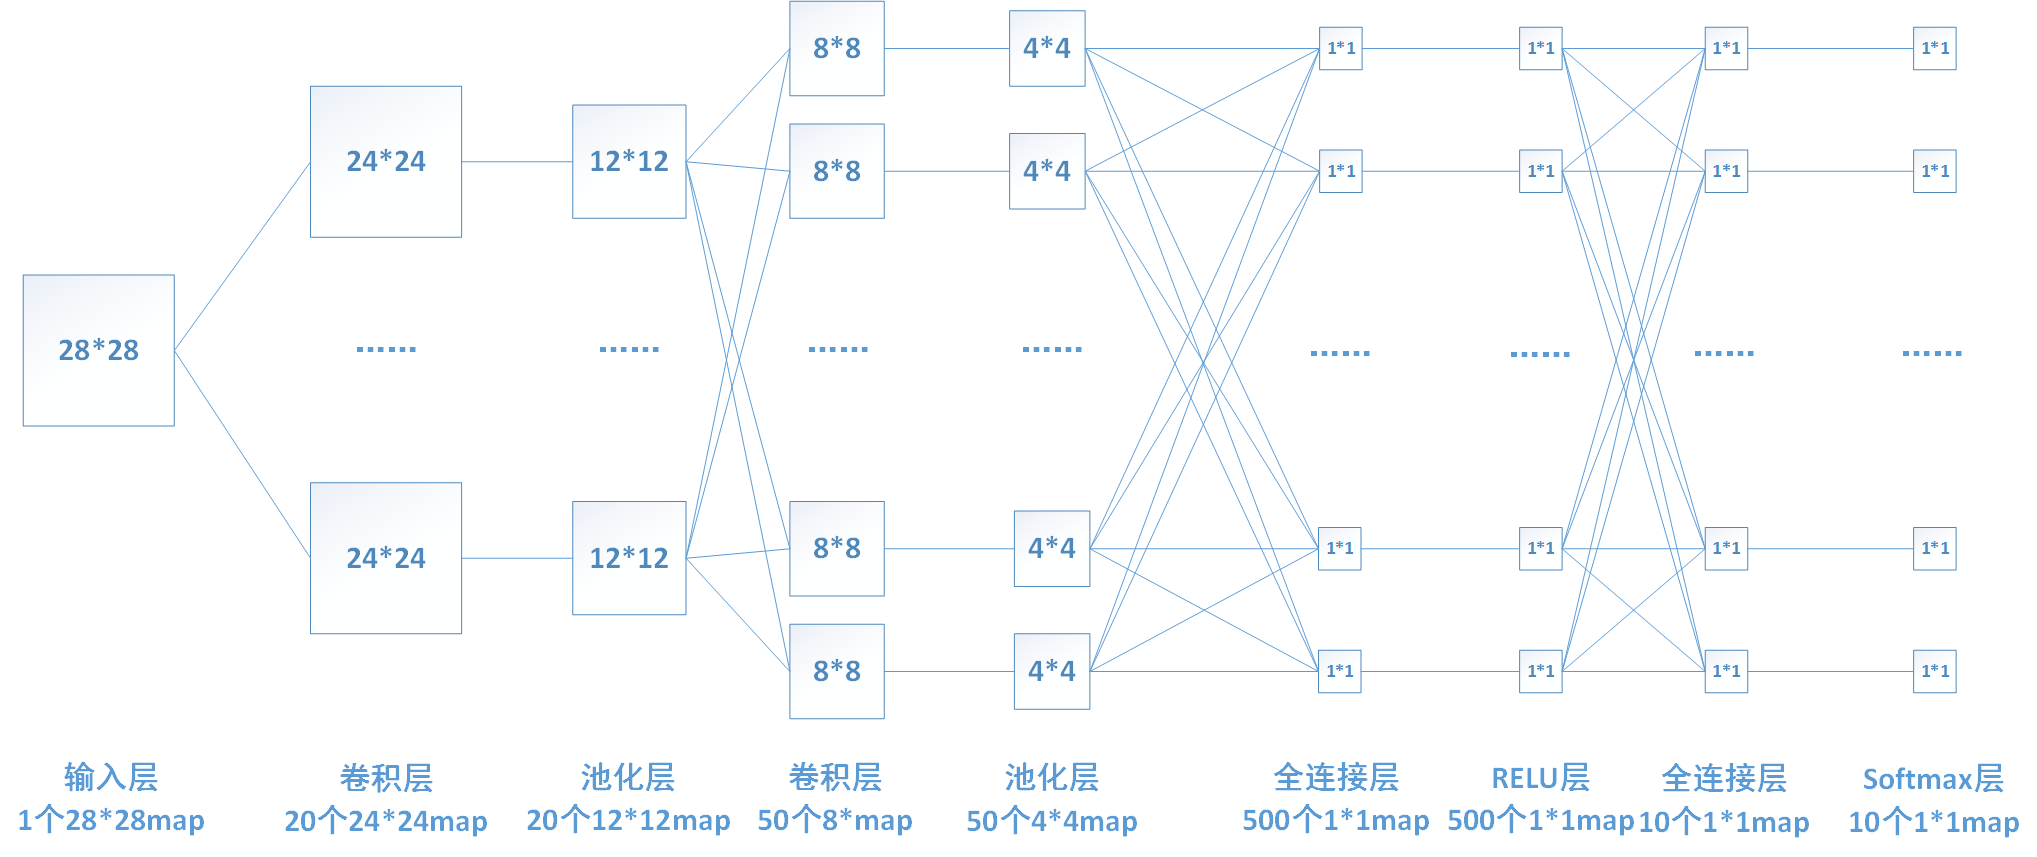 8*8
4*4
1*1
1*1
1*1
1*1
24*24
12*12
8*8
4*4
1*1
1*1
1*1
1*1
28*28
......
......
......
......
......
......
......
......
24*24
12*12
8*8
4*4
1*1
1*1
1*1
1*1
8*8
4*4
1*1
1*1
1*1
1*1
输入层
1个28*28map
卷积层
20个24*24map
池化层
20个12*12map
卷积层
50个8*map
池化层
50个4*4map
全连接层
500个1*1map
RELU层
500个1*1map
全连接层
10个1*1map
Softmax层
10个1*1map